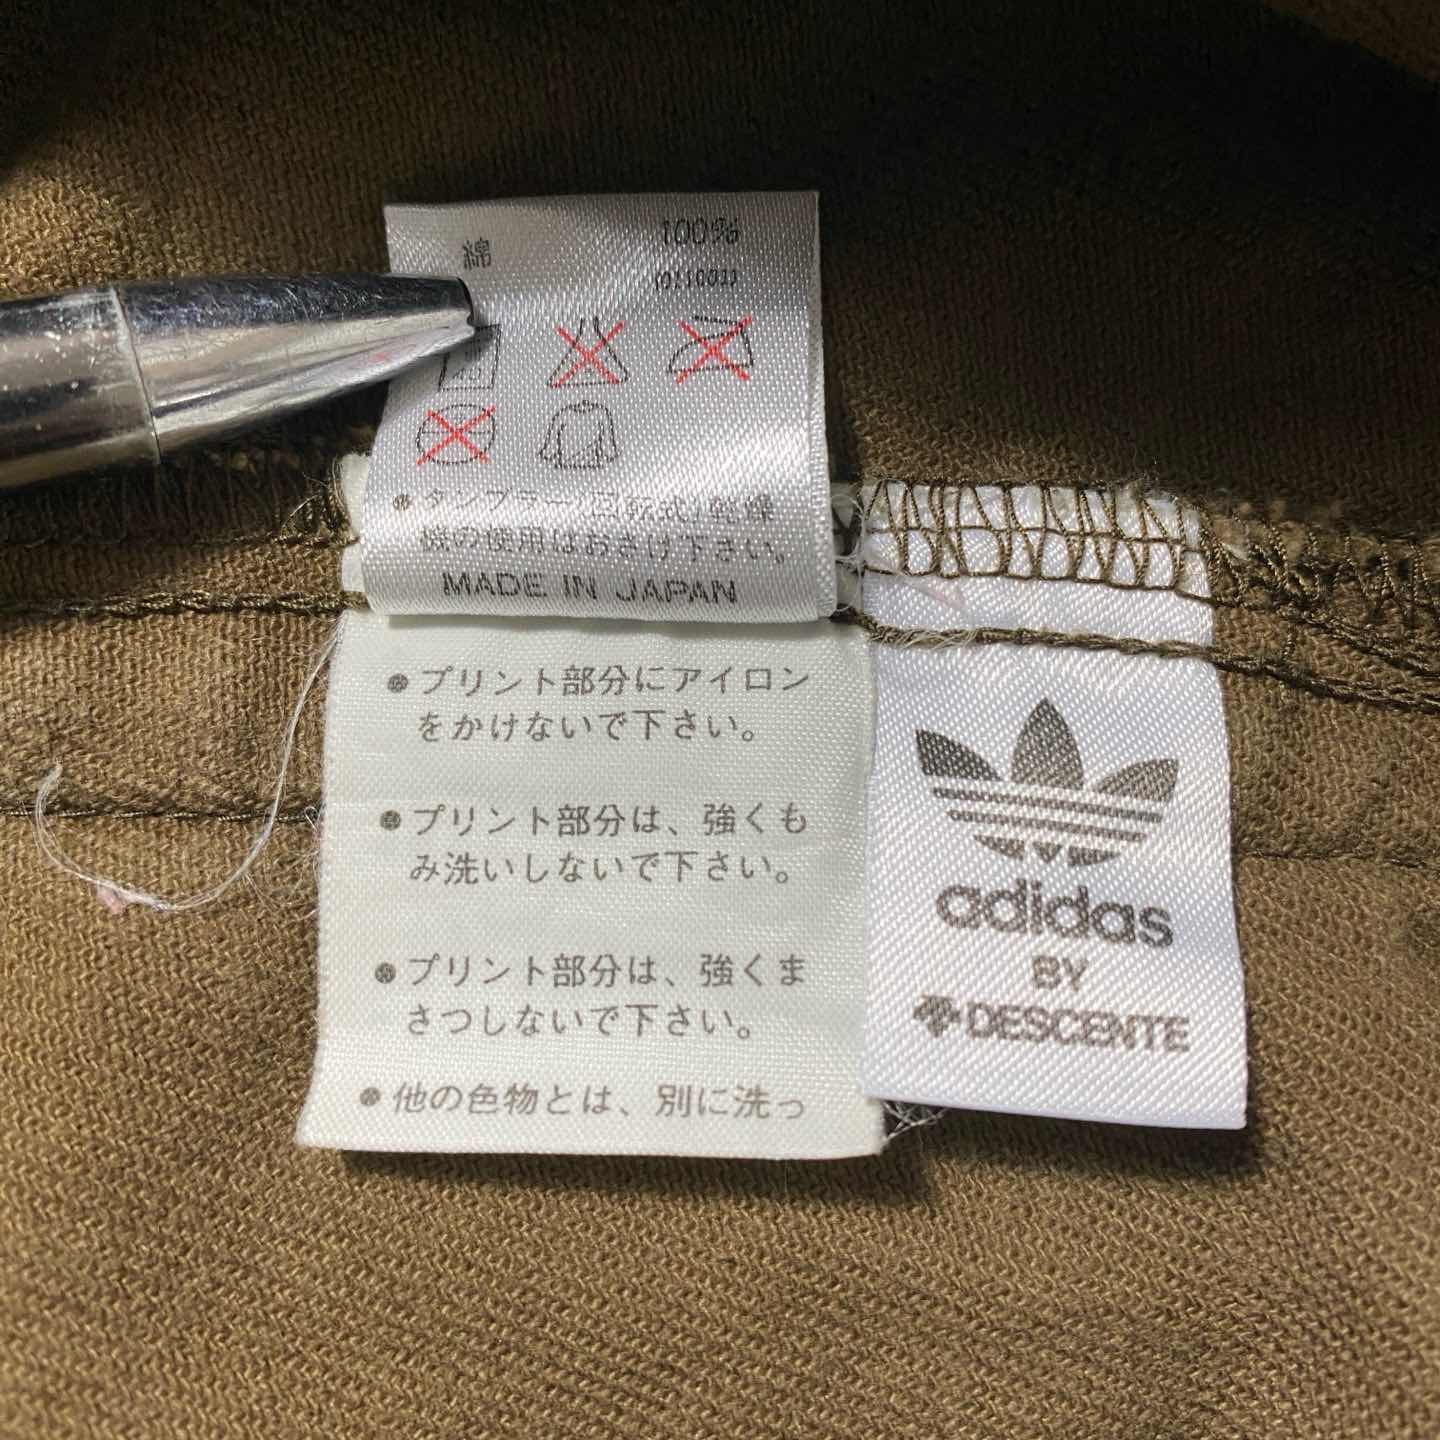 綿 100%
(011001)
●タンブラー(回転式)乾燥
機の使用はおさけ下さい。
MADE IN JAPAN
●プリント部分にアイロン
をかけないで下さい。
●プリント部分は、強くも
み洗いしないで下さい。
●プリント部分は、強くま
さつしないで下さい。
●他の色物とは、別に洗っ
adidas
BY
DESCENTE